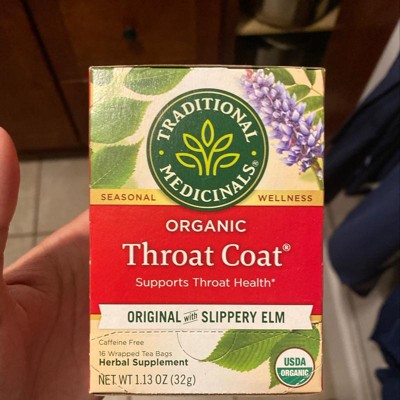 TRADITIONAL
MEDICINALS®
SEASONAL WELLNESS
ORGANIC
Throat Coat®
Supports Throat Health*
ORIGINAL with SLIPPERY ELM
Caffeine Free
16 Wrapped Tea Bags
Herbal Supplement
NET WT 1.13 OZ (32g)
USDA
ORGANIC